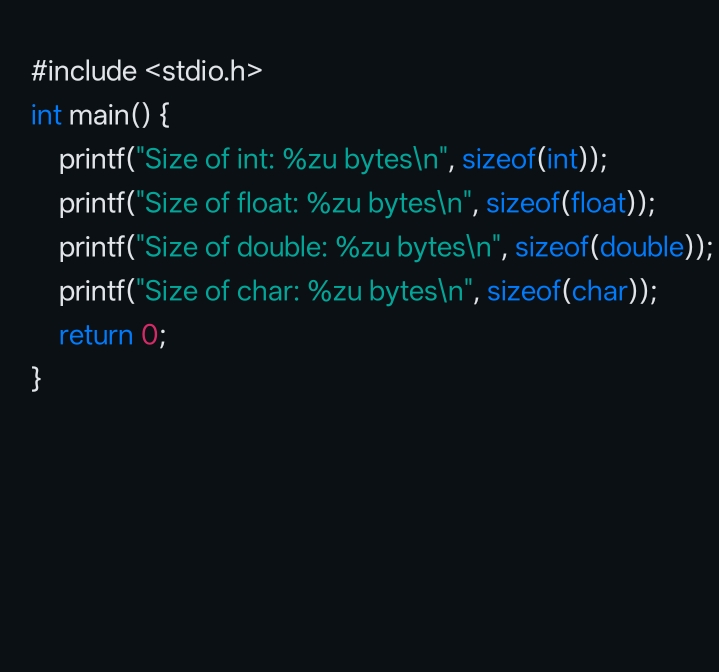 #include <stdio.h>
int main() {
    printf("Size of int: %zu bytes\n", sizeof(int));
    printf("Size of float: %zu bytes\n", sizeof(float));
    printf("Size of double: %zu bytes\n", sizeof(double));
    printf("Size of char: %zu bytes\n", sizeof(char));
    return 0;
}